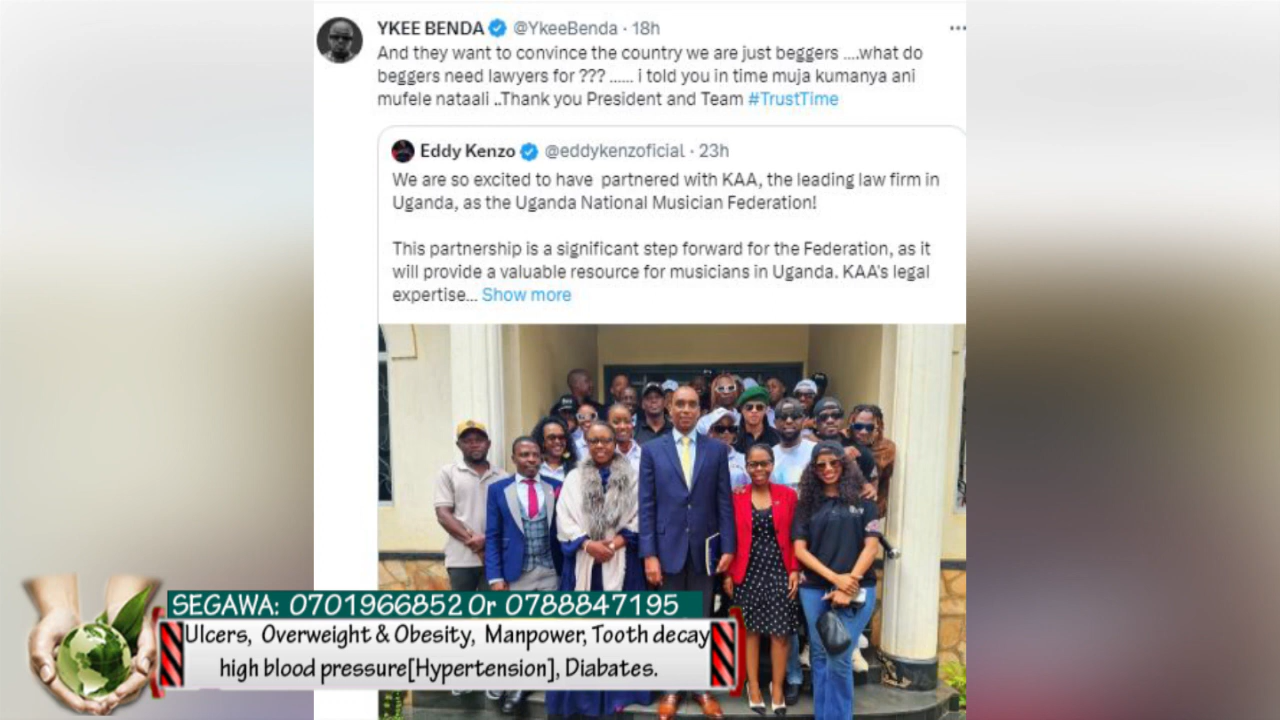 YKEE BENDA @YkeeBenda · 18h
And they want to convince the country we are just beggers ....what do
beggers need lawyers for ??? ...... i told you in time muja kumanya ani
mufele nataali ..Thank you President and Team #TrustTime
Eddy Kenzo @eddykenzoficial · 23h
We are so excited to have partnered with KAA, the leading law firm in
Uganda, as the Uganda National Musician Federation!
This partnership is a significant step forward for the Federation, as it
will provide a valuable resource for musicians in Uganda. KAA's legal
expertise... Show more
SEGAWA: 0701966852 Or 0788847195
Ulcers, Overweight & Obesity, Manpower, Tooth decay
high blood pressure[Hypertension], Diabates.